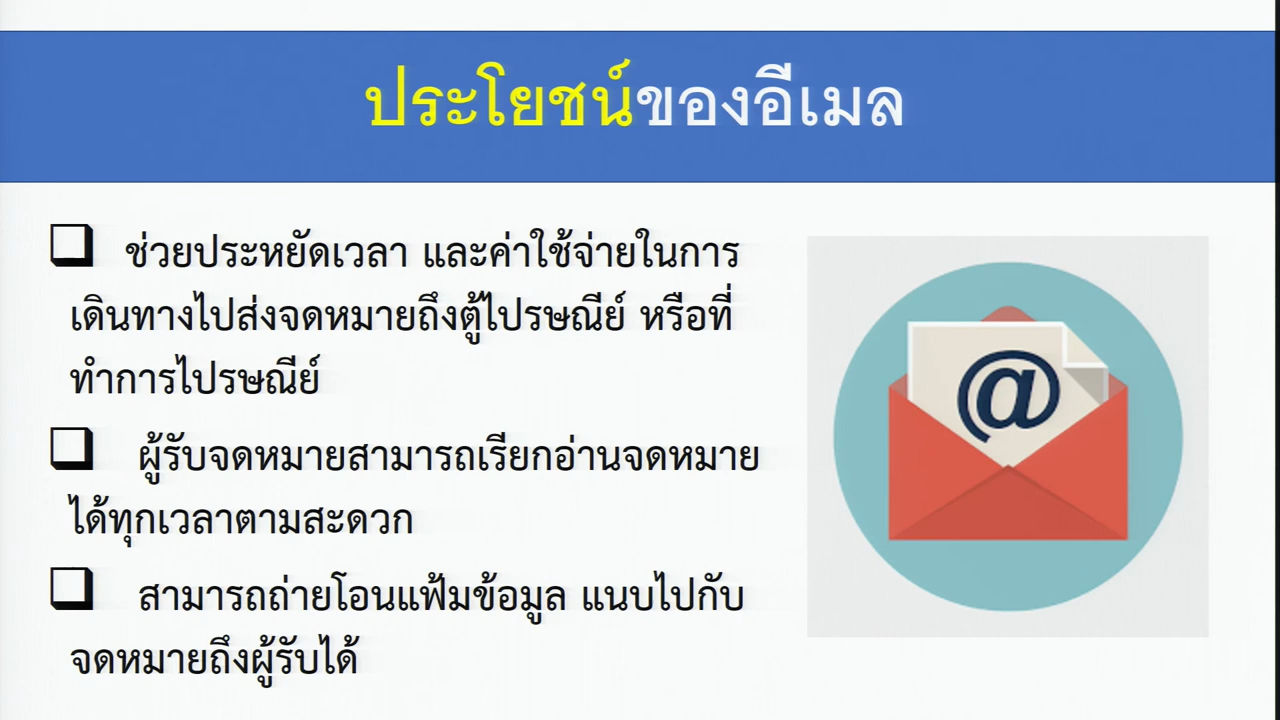 ประโยชน์ของอีเมล
❑ ช่วยประหยัดเวลา และค่าใช้จ่ายในการ
เดินทางไปส่งจดหมายถึงตู้ไปรษณีย์ หรือที่
ทำการไปรษณีย์
❑ ผู้รับจดหมายสามารถเรียกอ่านจดหมาย
ได้ทุกเวลาตามสะดวก
❑ สามารถถ่ายโอนแฟ้มข้อมูล แนบไปกับ
จดหมายถึงผู้รับได้
@